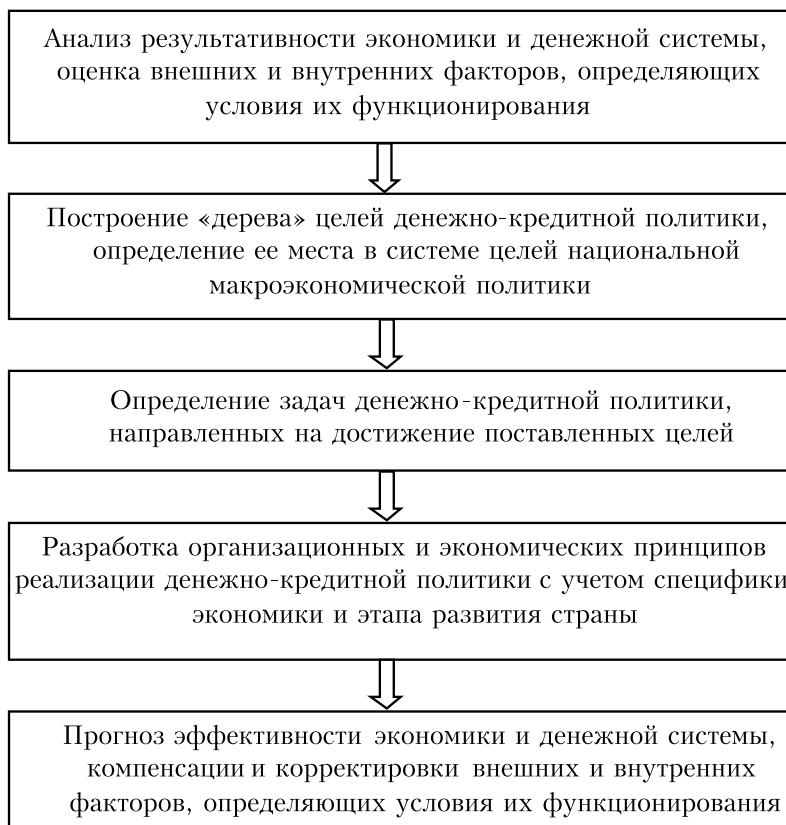 Анализ результативности экономики и денежной системы,
оценка внешних и внутренних факторов, определяющих
условия их функционирования
Построение «дерева» целей денежно-кредитной политики,
определение ее места в системе целей национальной
макроэкономической политики
Определение задач денежно-кредитной политики,
направленных на достижение поставленных целей
Разработка организационных и экономических принципов
реализации денежно-кредитной политики с учетом специфики
экономики и этапа развития страны
Прогноз эффективности экономики и денежной системы,
компенсации и корректировки внешних и внутренних
факторов, определяющих условия их функционирования